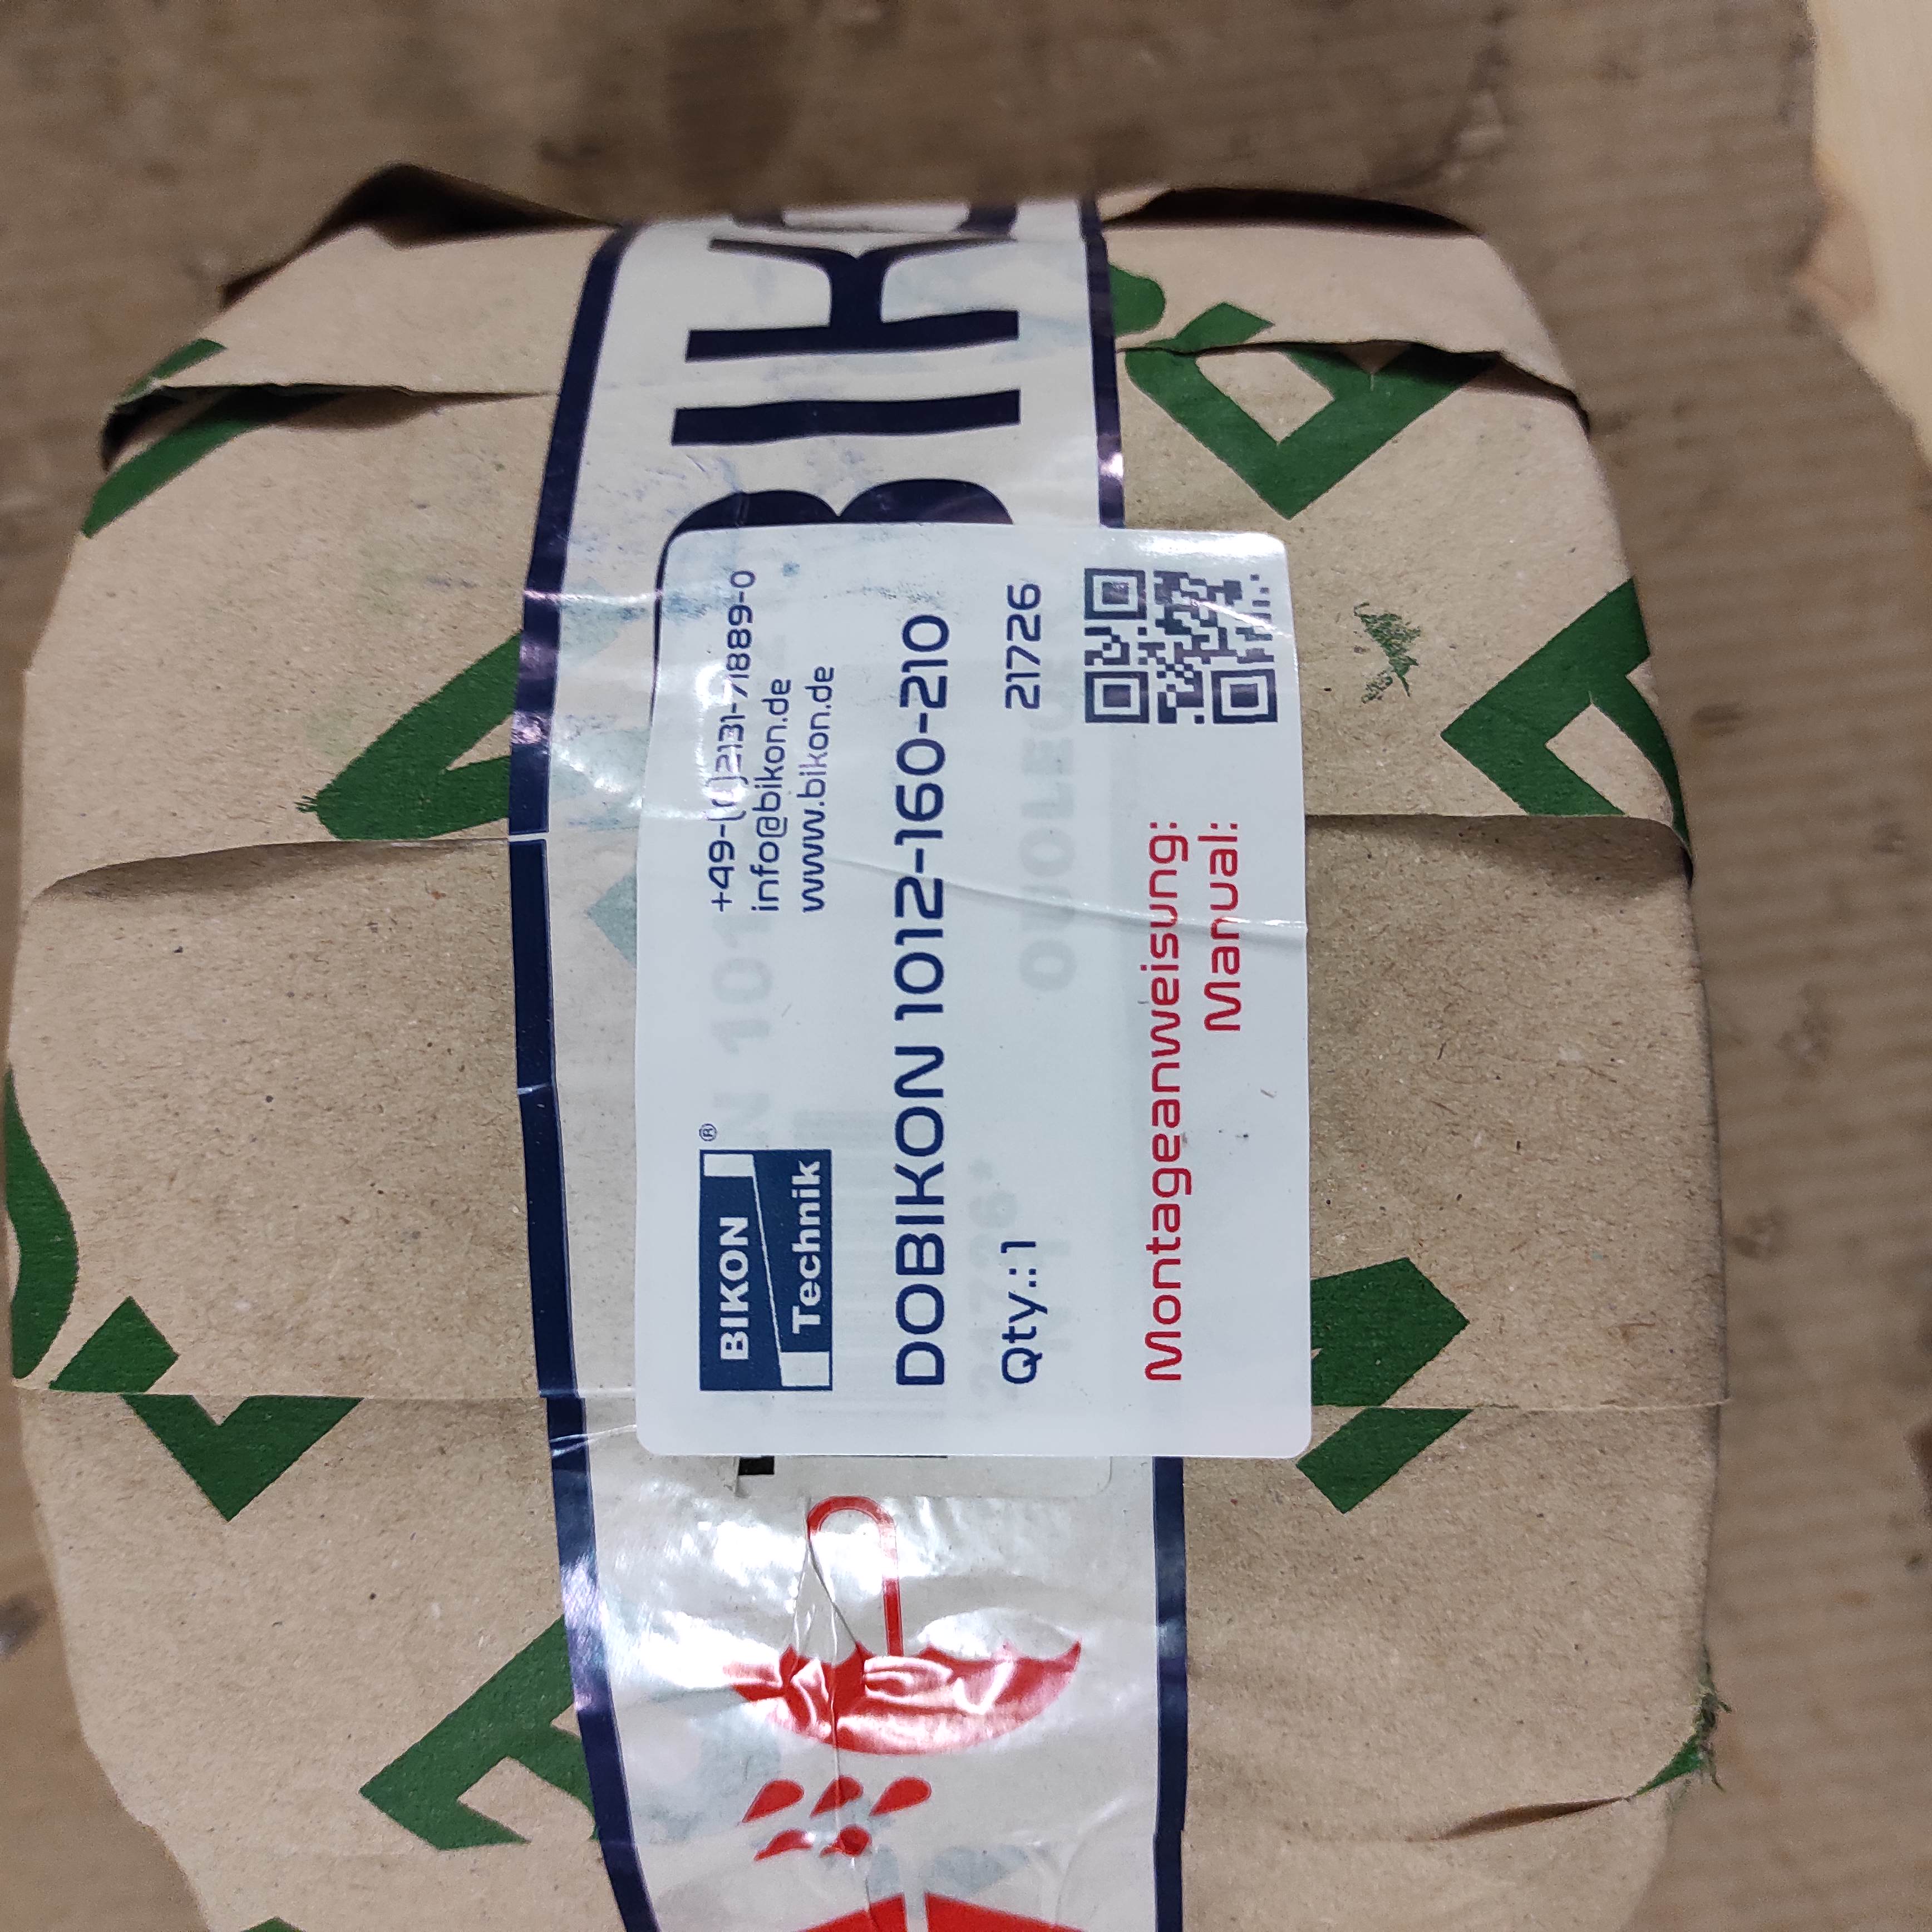 BIKO
BIKON
Technik
®
+49-(0)2131-71889-0
info@bikon.de
www.bikon.de
DOBIKON 1012-160-210
Qty.: 1
21726
Montageanweisung:
Manual: